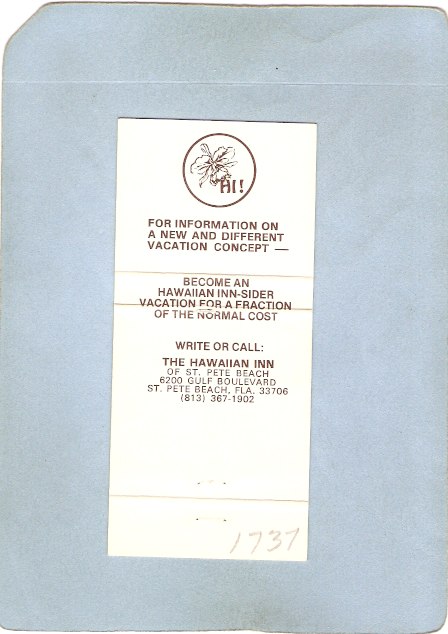 HI!
FOR INFORMATION ON
A NEW AND DIFFERENT
VACATION CONCEPT —
BECOME AN
HAWAIIAN INN-SIDER
VACATION FOR A FRACTION
OF THE NORMAL COST
WRITE OR CALL:
THE HAWAIIAN INN
OF ST. PETE BEACH
6200 GULF BOULEVARD
ST. PETE BEACH, FLA. 33706
(813) 367-1902
1737